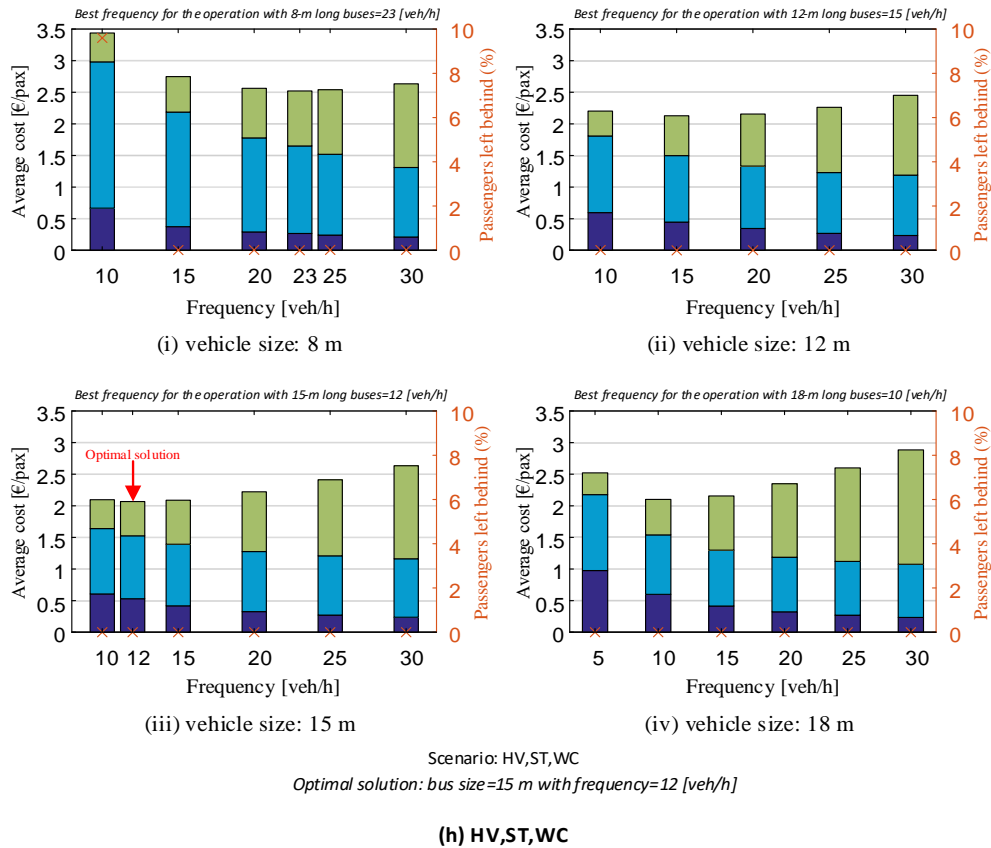 Best frequency for the operation with 8-m long buses=23 [veh/h]
3.5
3
2.5
2
1.5
1
0.5
0
Average cost [€/pax]
10
8
6
4
2
0
Passengers left behind (%)
10 15 20 23 25 30
Frequency [veh/h]
(i) vehicle size: 8 m
Best frequency for the operation with 12-m long buses=15 [veh/h]
3.5
3
2.5
2
1.5
1
0.5
0
Average cost [€/pax]
10
8
6
4
2
0
Passengers left behind (%)
10 15 20 25 30
Frequency [veh/h]
(ii) vehicle size: 12 m
Best frequency for the operation with 15-m long buses=12 [veh/h]
3.5
3
2.5
2
1.5
1
0.5
0
Average cost [€/pax]
Optimal solution
10
8
6
4
2
0
Passengers left behind (%)
10 12 15 20 25 30
Frequency [veh/h]
(iii) vehicle size: 15 m
Best frequency for the operation with 18-m long buses=10 [veh/h]
3.5
3
2.5
2
1.5
1
0.5
0
Average cost [€/pax]
10
8
6
4
2
0
Passengers left behind (%)
5 10 15 20 25 30
Frequency [veh/h]
(iv) vehicle size: 18 m
Scenario: HV,ST,WC
Optimal solution: bus size=15 m with frequency=12 [veh/h]
(h) HV,ST,WC